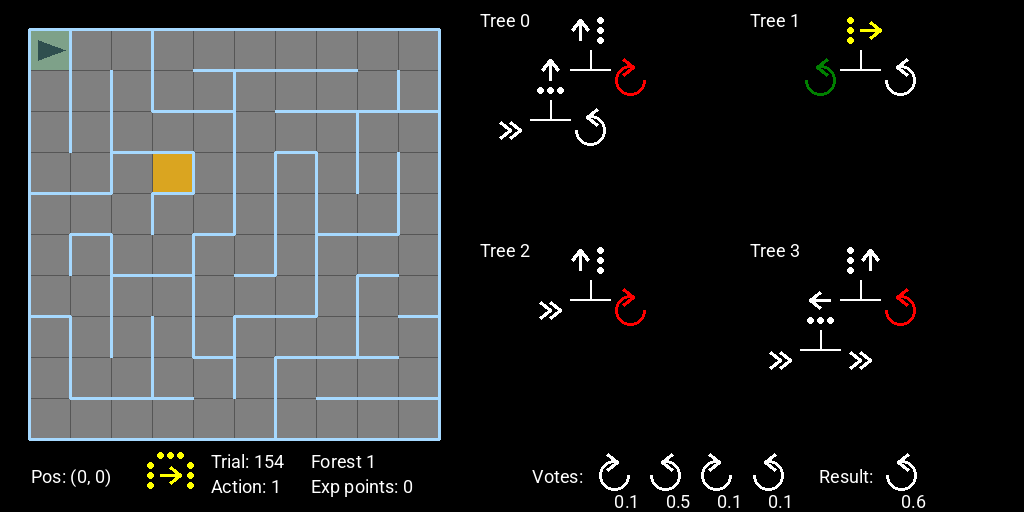 Tree 0
Tree 1
Tree 2
Tree 3
Pos: (0, 0)
Trial: 154
Forest 1
Action: 1
Exp points: 0
Votes:
0.1
0.5
0.1
0.1
Result:
0.6